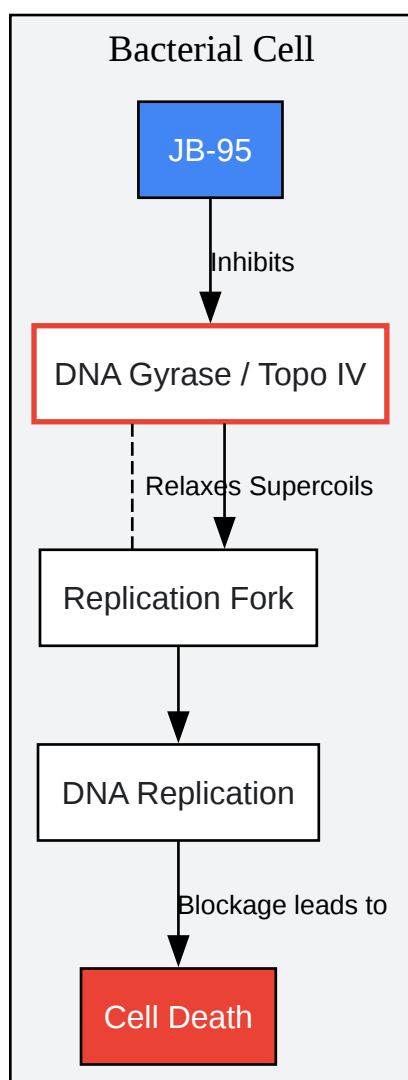 Bacterial Cell
JB-95
Inhibits
DNA Gyrase / Topo IV
Relaxes Supercoils
Replication Fork
DNA Replication
Blockage leads to
Cell Death